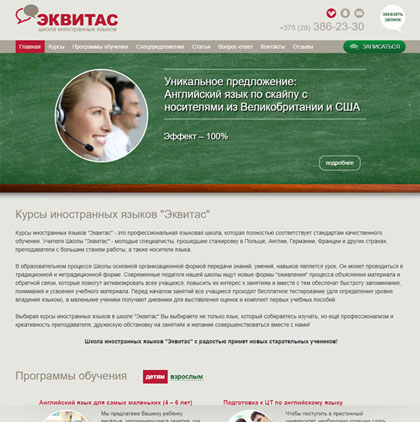 ЭКВИТАС
школа иностранных языков
+375 (29) 386-23-30
заказать
звонок
Главная Курсы Программы обучения Спецпредложения Статьи Вопрос-ответ Контакты Отзывы ЗАПИСАТЬСЯ
Уникальное предложение:
Английский язык по скайпу с
носителями из Великобритании и США
Эффект – 100%
подробнее
Курсы иностранных языков "Эквитас"
Курсы иностранных языков "Эквитас" - это профессиональная языковая школа, которая полностью соответствует стандартам качественного
обучения. Учителя Школы "Эквитас" - молодые специалисты, прошедшие стажировку в Польше, Англии, Германии, Франции и других странах,
преподаватели с большим стажем работы, а также носители языка.
В образовательном процессе Школы основной организационной формой передачи знаний, умений, навыков является урок. Он может проводиться в
традиционной и нетрадиционной форме. Современные педагоги нашей школы ищут новые формы "оживления" процесса объяснения материала и
обратной связи, которые помогут активизировать всех учащихся, повысить их интерес к занятиям и вместе с тем обеспечат быстроту запоминания,
понимания и усвоения учебного материала. Перед началом занятий все учащиеся проходят бесплатное тестирование (для определения уровня
владения языком), а маленькие ученики получают дневники для выставления оценок и комплект первых учебных пособий.
Выбирая курсы иностранных языков в школе "Эквитас" Вы выбираете не только язык, который собираетесь изучать, но ещё профессиональную и
креативность преподавателя, дружескую обстановку на занятиях и желание совершенствоваться вместе с нами!
Школа иностранных языков "Эквитас" с радостью примет новых старательных учеников!
Программы обучения детям взрослым
Английский язык для самых маленьких (4 – 6 лет) Подготовка к ЦТ по английскому языку
Мы предлагаем Вашему ребёнку Чтобы поступить в престижный